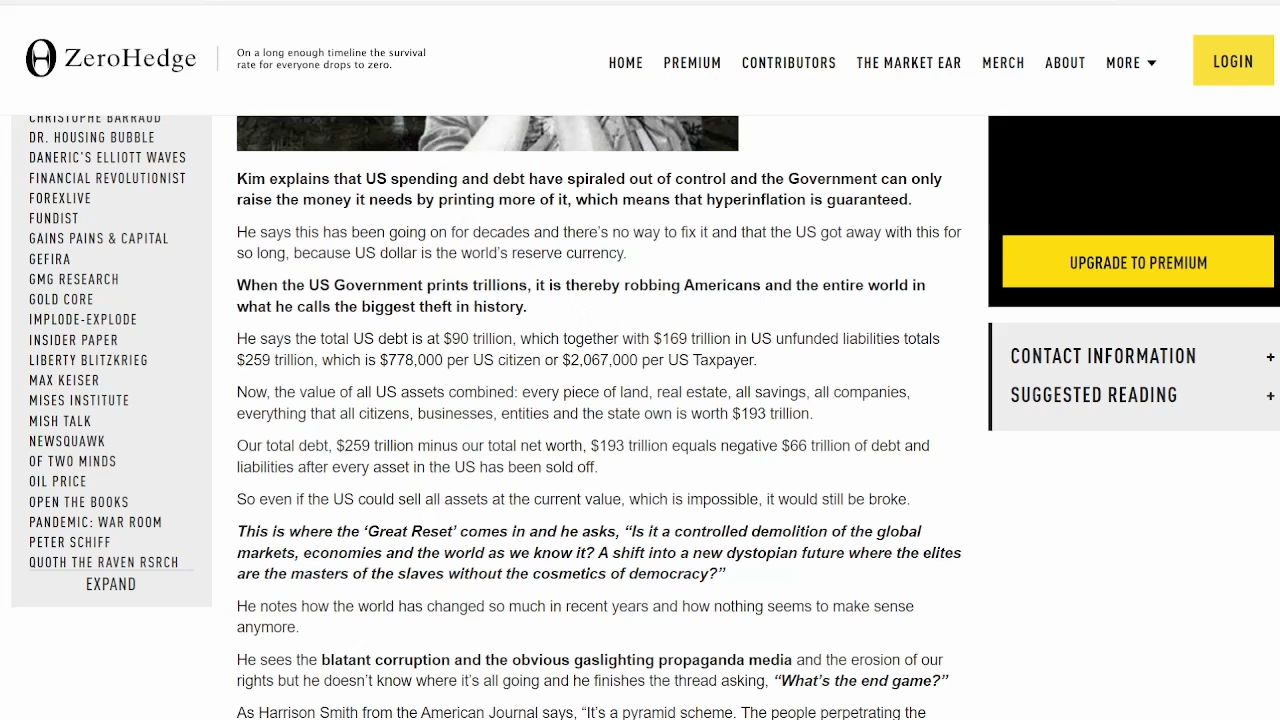 ZeroHedge
On a long enough timeline the survival
rate for everyone drops to zero.
HOME PREMIUM CONTRIBUTORS THE MARKET EAR MERCH ABOUT MORE
LOGIN
CHRISTOPHE BARRAUD
DR. HOUSING BUBBLE
DANERIC'S ELLIOTT WAVES
FINANCIAL REVOLUTIONIST
FOREXLIVE
FUNDIST
GAINS PAINS & CAPITAL
GEFIRA
GMG RESEARCH
GOLD CORE
IMPLODE-EXPLODE
INSIDER PAPER
LIBERTY BLITZKRIEG
MAX KEISER
MISES INSTITUTE
MISH TALK
NEWSQUAWK
OF TWO MINDS
OIL PRICE
OPEN THE BOOKS
PANDEMIC: WAR ROOM
PETER SCHIFF
QUOTH THE RAVEN RSRCH
EXPAND
Kim explains that US spending and debt have spiraled out of control and the Government can only
raise the money it needs by printing more of it, which means that hyperinflation is guaranteed.
He says this has been going on for decades and there's no way to fix it and that the US got away with this for
so long, because US dollar is the world's reserve currency.
When the US Government prints trillions, it is thereby robbing Americans and the entire world in
what he calls the biggest theft in history.
He says the total US debt is at $90 trillion, which together with $169 trillion in US unfunded liabilities totals
$259 trillion, which is $778,000 per US citizen or $2,067,000 per US Taxpayer.
Now, the value of all US assets combined: every piece of land, real estate, all savings, all companies,
everything that all citizens, businesses, entities and the state own is worth $193 trillion.
Our total debt, $259 trillion minus our total net worth, $193 trillion equals negative $66 trillion of debt and
liabilities after every asset in the US has been sold off.
So even if the US could sell all assets at the current value, which is impossible, it would still be broke.
This is where the ‘Great Reset’ comes in and he asks, “Is it a controlled demolition of the global
markets, economies and the world as we know it? A shift into a new dystopian future where the elites
are the masters of the slaves without the cosmetics of democracy?”
He notes how the world has changed so much in recent years and how nothing seems to make sense
anymore.
He sees the blatant corruption and the obvious gaslighting propaganda media and the erosion of our
rights but he doesn't know where it's all going and he finishes the thread asking, “What's the end game?”
As Harrison Smith from the American Journal says, “It's a pyramid scheme. The people perpetrating the
UPGRADE TO PREMIUM
CONTACT INFORMATION +
SUGGESTED READING +